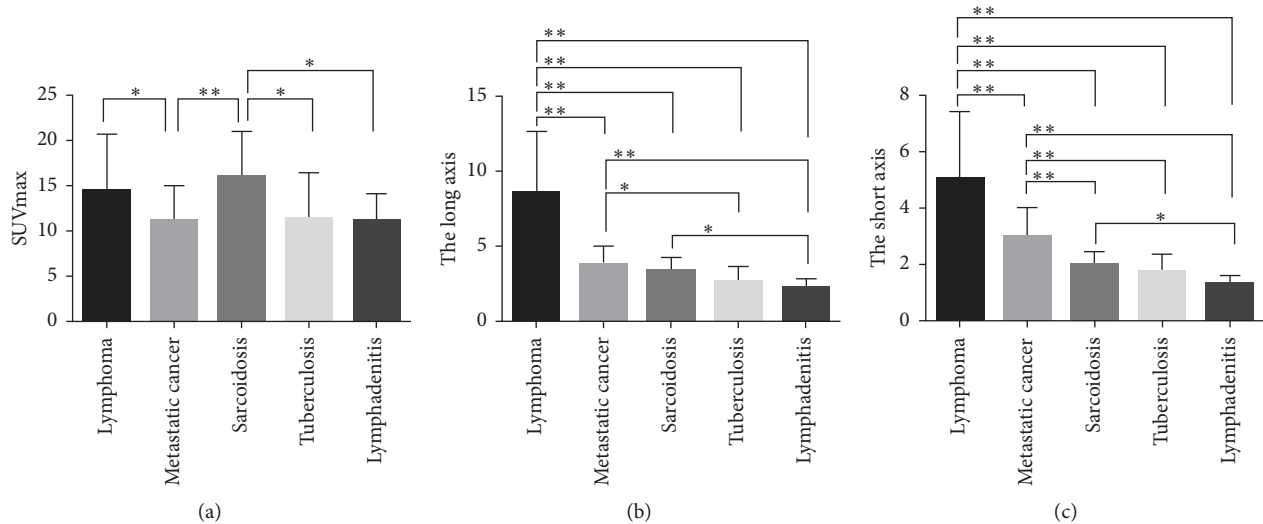 * ** * *
25
20
15
10
5
0
SUVmax
Lymphoma
Metastatic cancer
Sarcoidosis
Tuberculosis
Lymphadenitis
(a)
**
**
**
**
**
*
*
15
10
5
0
The long axis
Lymphoma
Metastatic cancer
Sarcoidosis
Tuberculosis
Lymphadenitis
(b)
**
**
**
**
**
**
**
*
8
6
4
2
0
The short axis
Lymphoma
Metastatic cancer
Sarcoidosis
Tuberculosis
Lymphadenitis
(c)